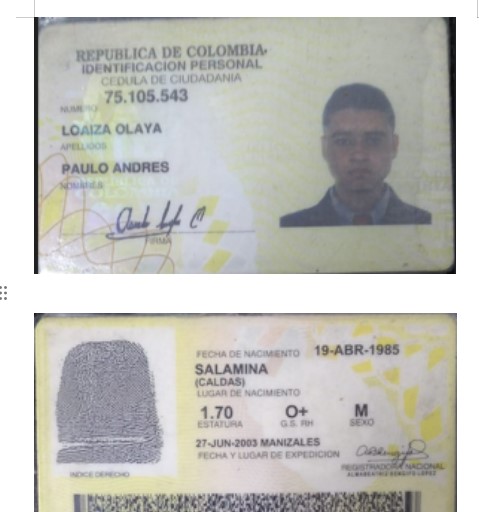 REPUBLICA DE COLOMBIA
IDENTIFICACION PERSONAL
CEDULA DE CIUDADANIA
75.105.543
NUMERO
LOAIZA OLAYA
APELLIDOS
PAULO ANDRES
NOMBRES
FIRMA
FECHA DE NACIMIENTO 19-ABR-1985
SALAMINA
(CALDAS)
LUGAR DE NACIMIENTO
1.70 O+ M
ESTATURA G.S. RH SEXO
27-JUN-2003 MANIZALES
FECHA Y LUGAR DE EXPEDICION
INDICE DERECHO
REGISTRADORA NACIONAL
ALMABEATRIZ RENGIFO LOPEZ